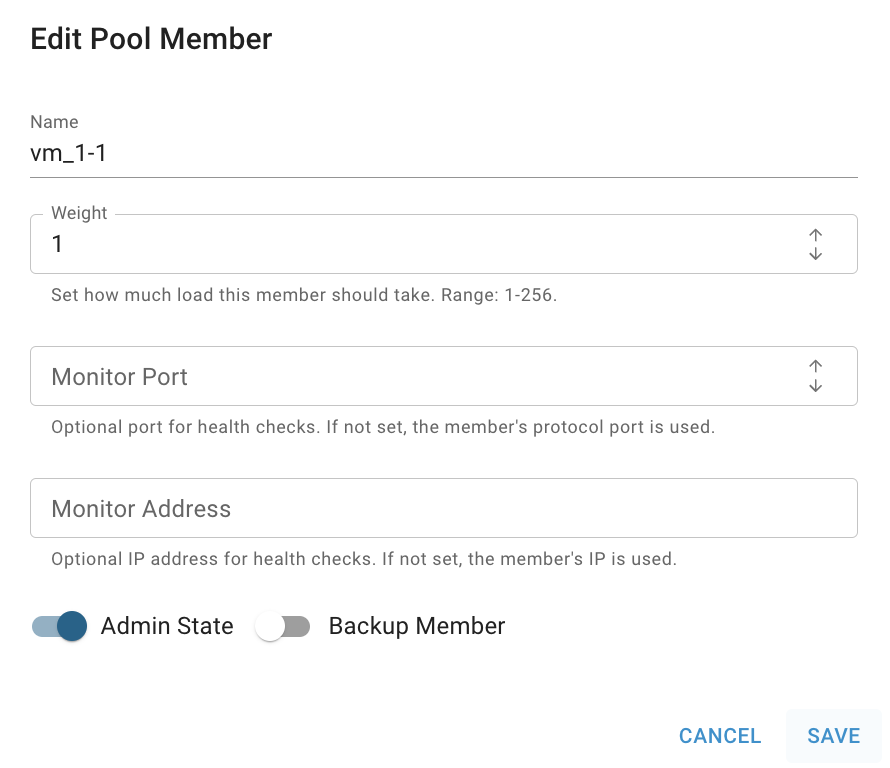 Edit Pool Member
Name
vm_1-1
Weight
1
Set how much load this member should take. Range: 1-256.
Monitor Port
Optional port for health checks. If not set, the member's protocol port is used.
Monitor Address
Optional IP address for health checks. If not set, the member's IP is used.
Admin State Backup Member
CANCEL SAVE